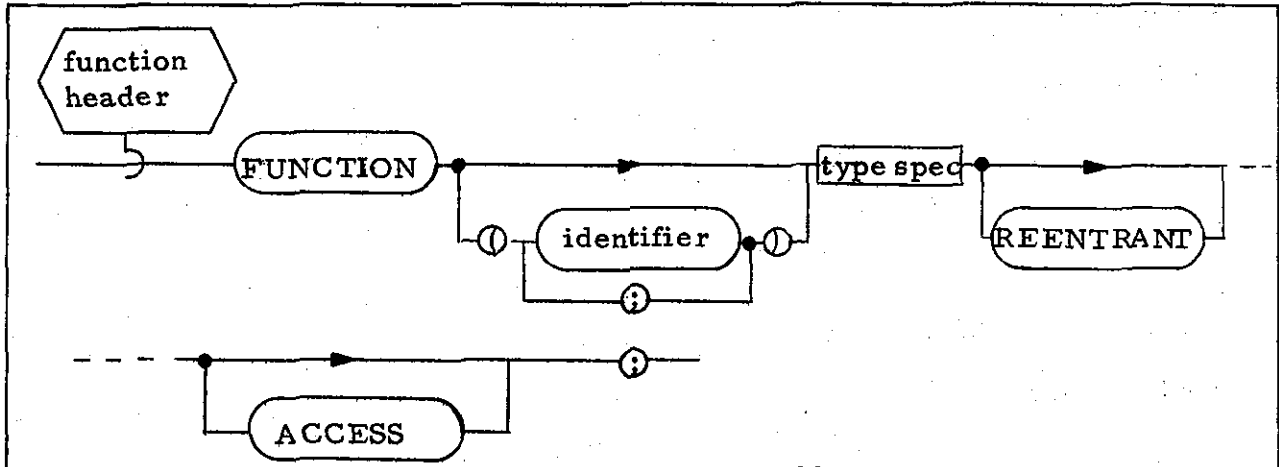 function
header
FUNCTION type spec
( identifier ) REENTRANT
;
;
ACCESS